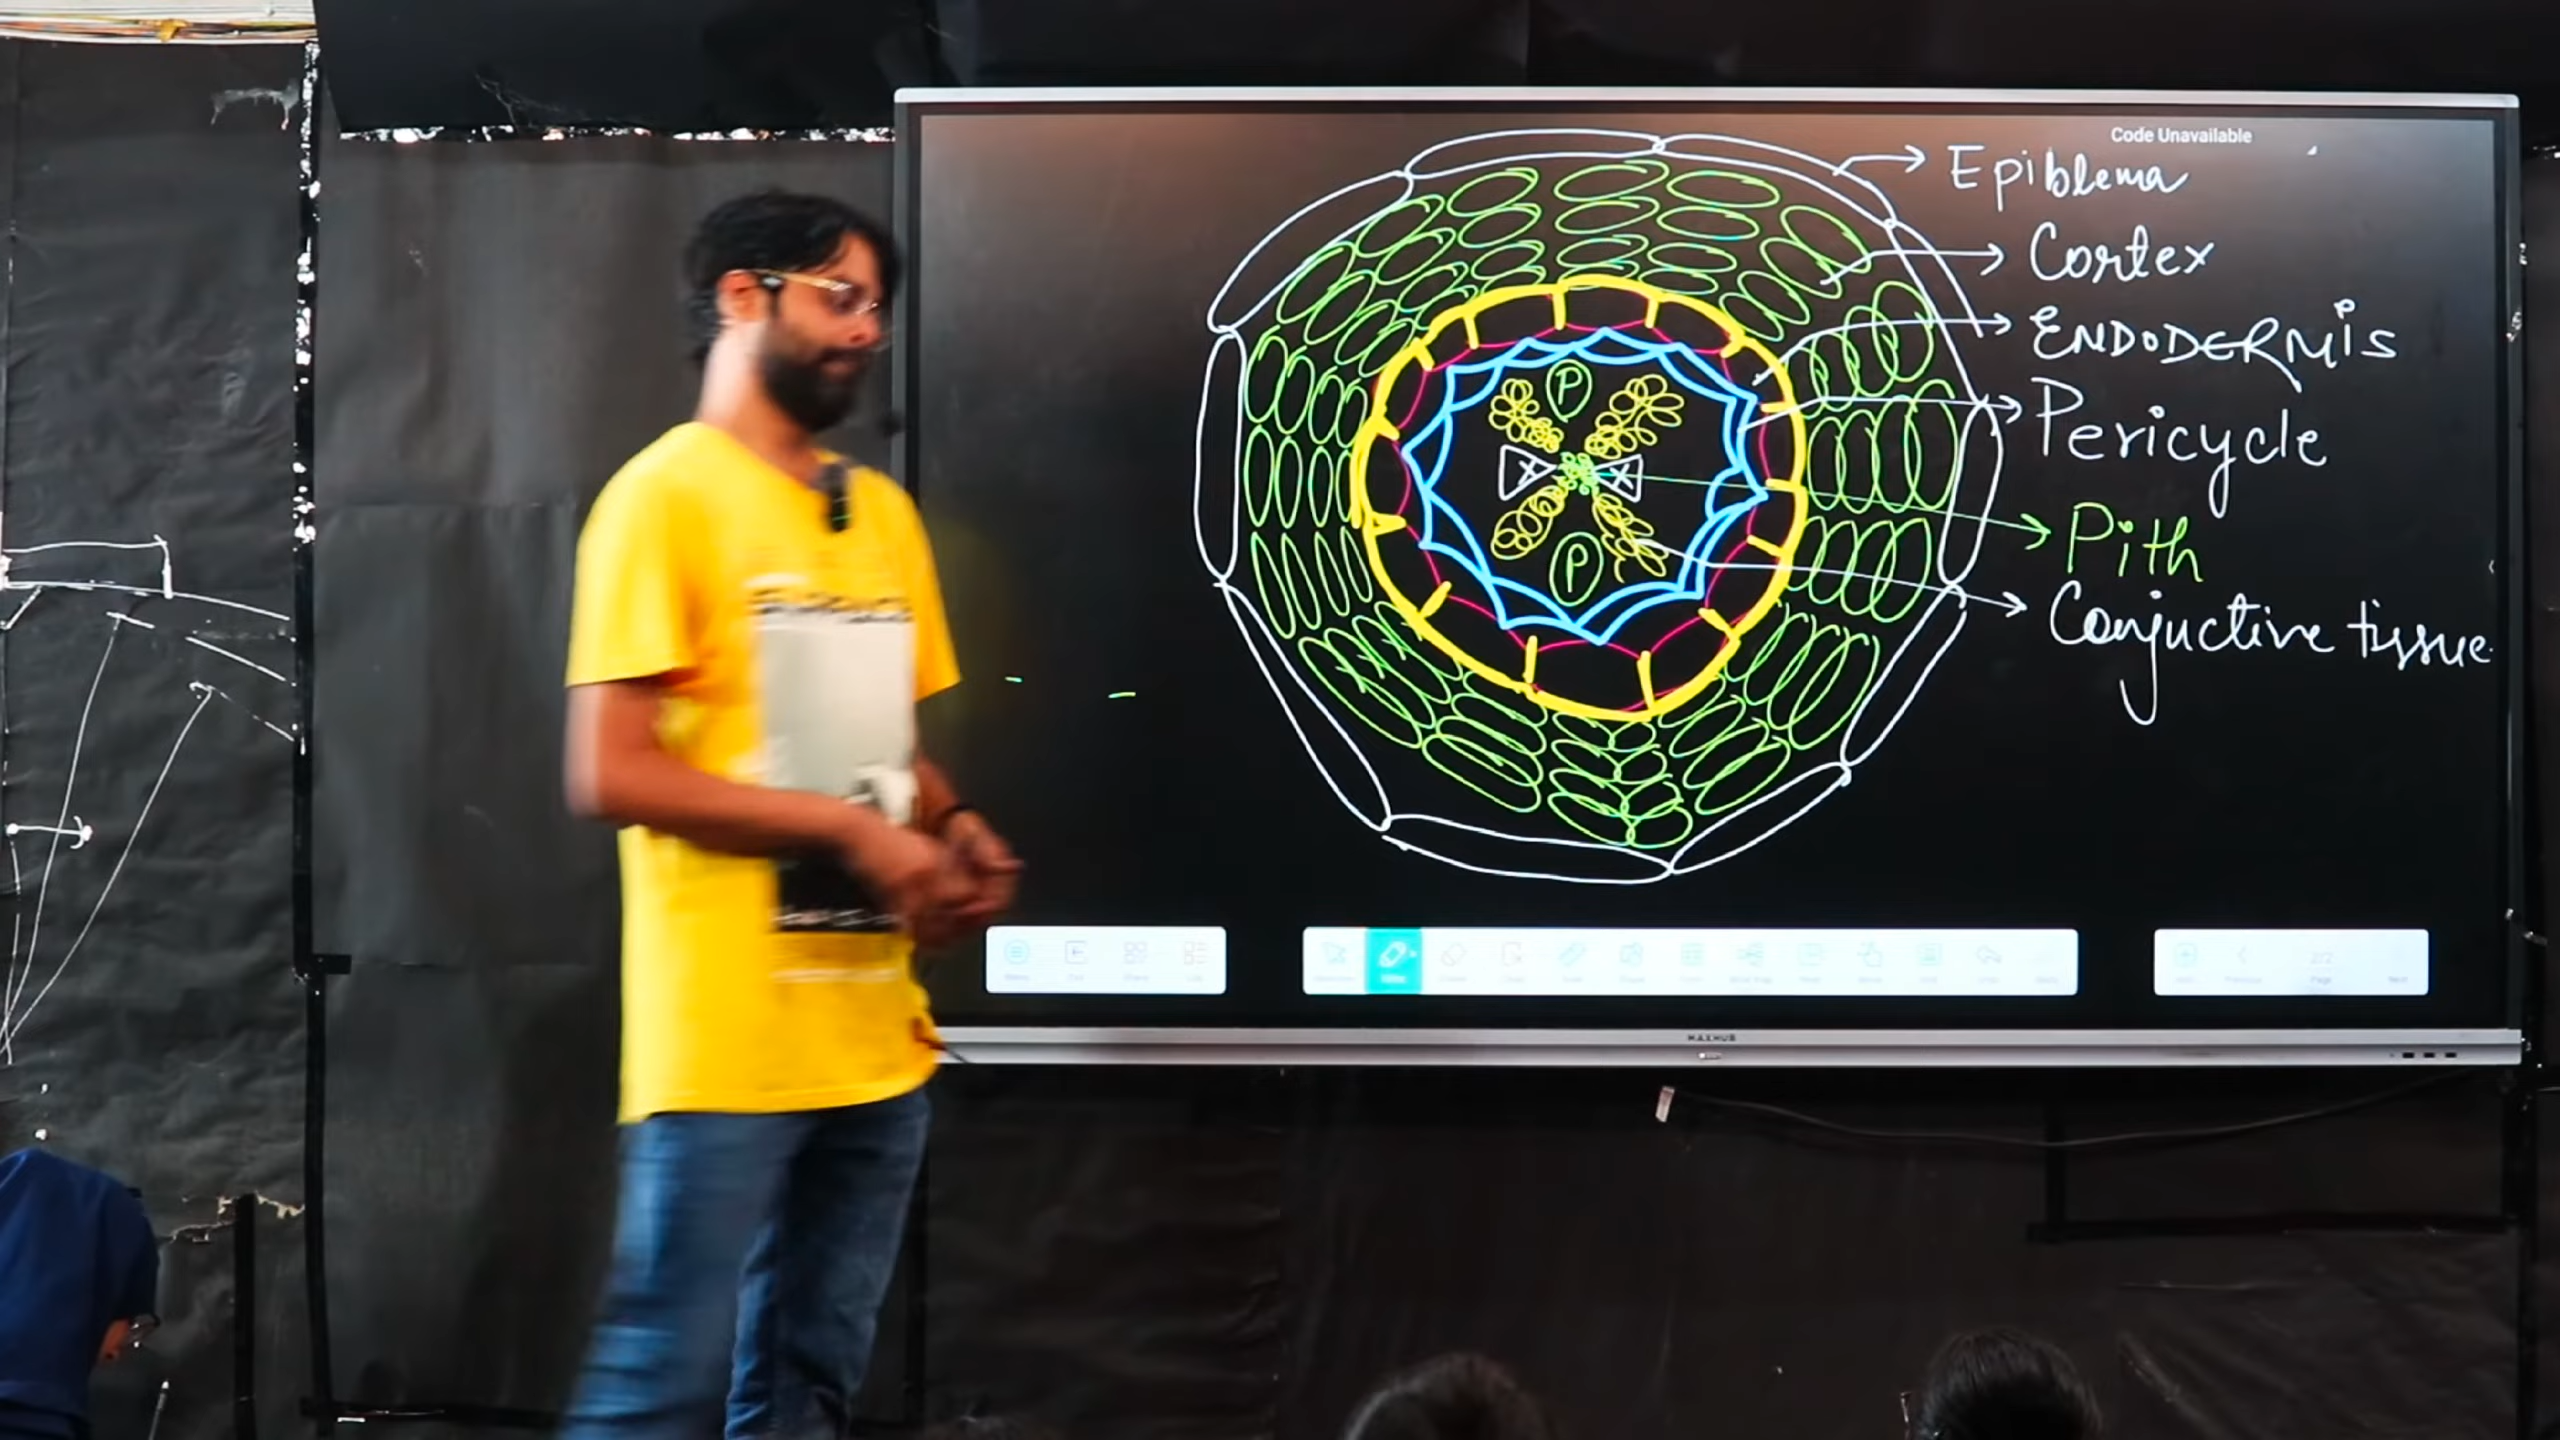 Code Unavailable
Epiblema
Cortex
ENDODERMIS
Pericycle
Pith
Conjuctive tissue
P
X X
P
MAXHUB